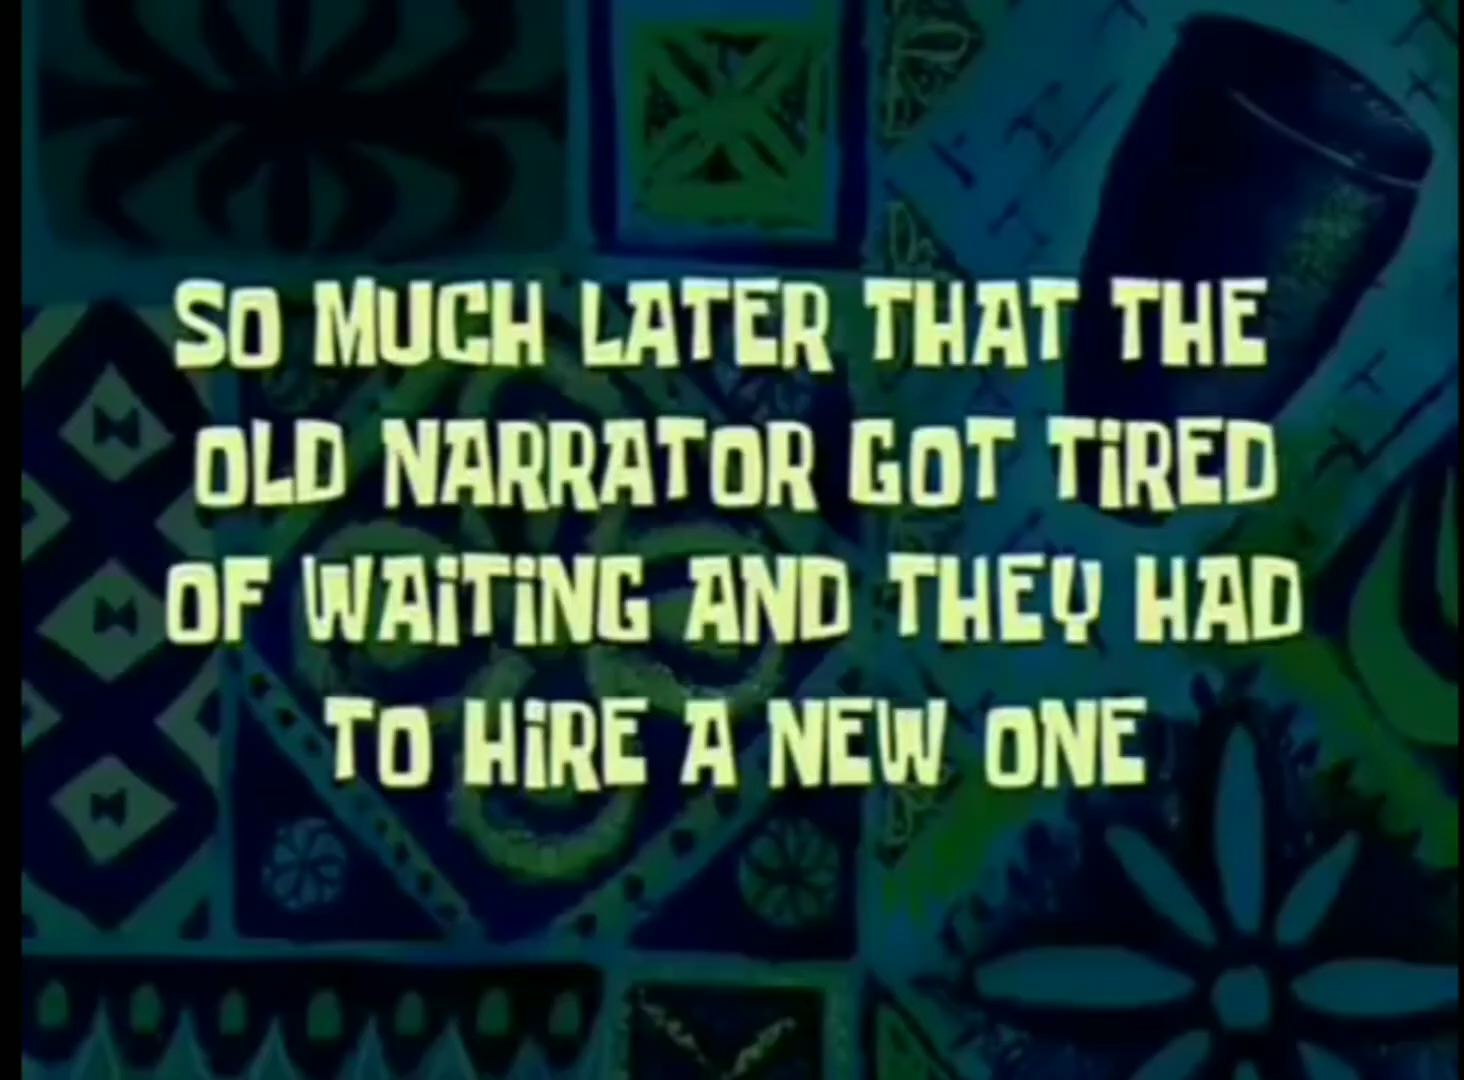 SO MUCH LATER THAT THE
OLD NARRATOR GOT TIRED
OF WAITING AND THEY HAD
TO HIRE A NEW ONE